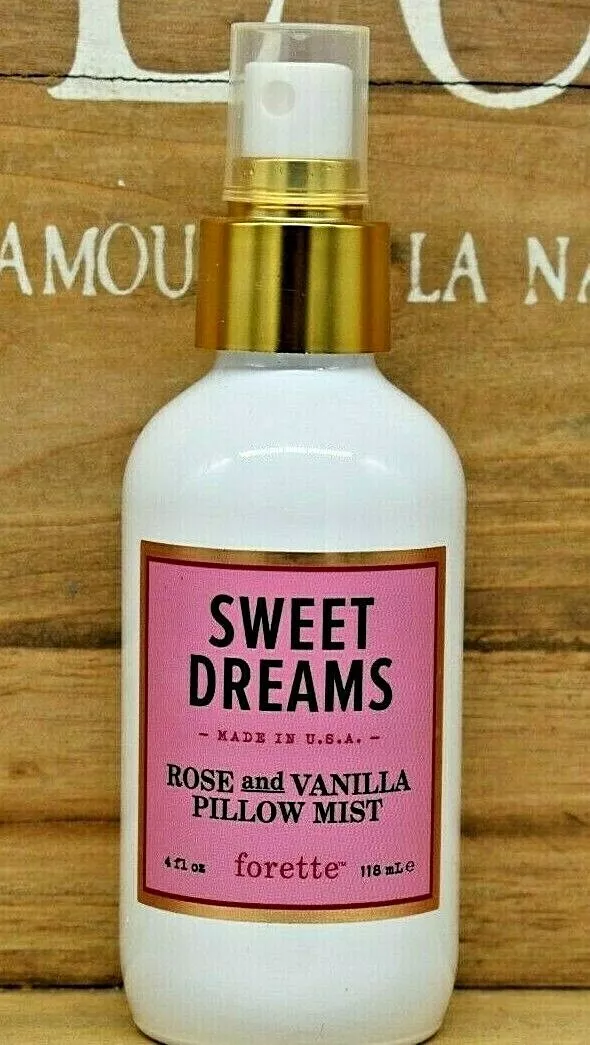 AMOU LA NA
SWEET
DREAMS
- MADE IN U.S.A. -
ROSE and VANILLA
PILLOW MIST
4 fl oz forette™ 118 mL e